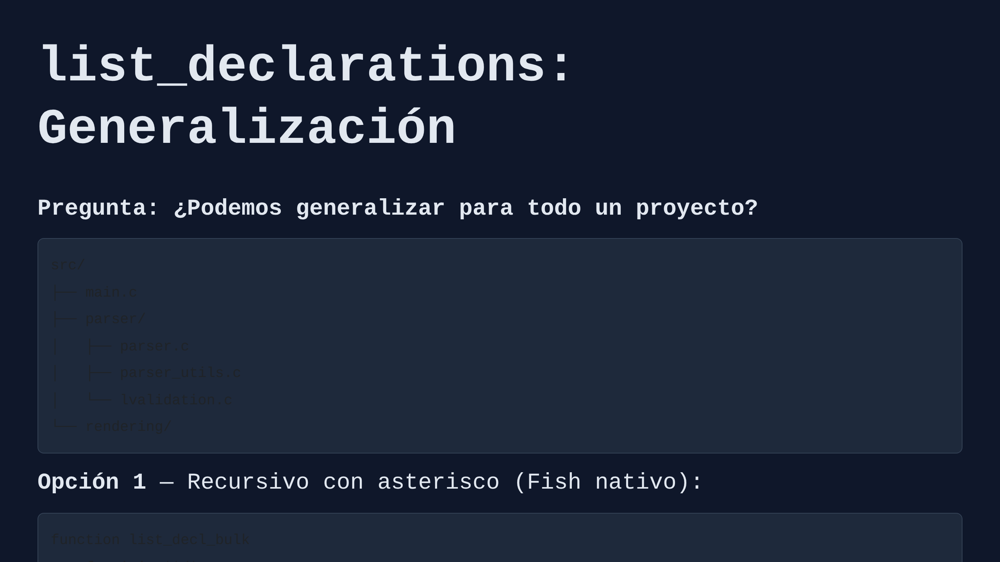 list_declarations:
Generalización
Pregunta: ¿Podemos generalizar para todo un proyecto?
src/
├── main.c
├── parser/
│   ├── parser.c
│   ├── parser_utils.c
│   └── lvalidation.c
└── rendering/
Opción 1 — Recursivo con asterisco (Fish nativo):
function list_decl_bulk